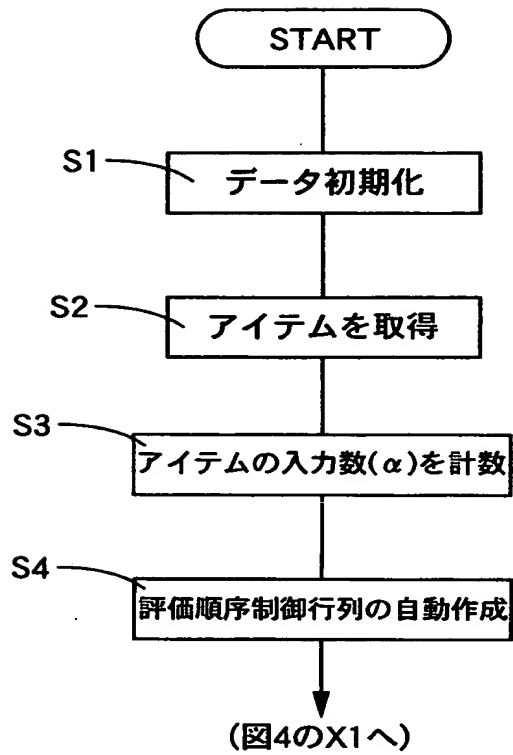 START
S1
データ初期化
S2
アイテムを取得
S3
アイテムの入力数(α)を計数
S4
評価順序制御行列の自動作成
(図4のX1へ)